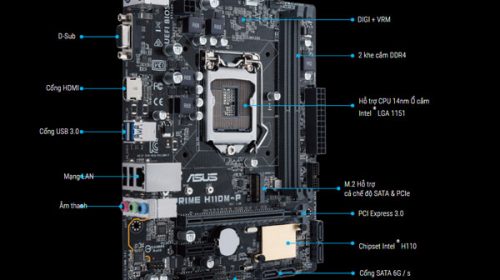 DIGI + VRM
D-Sub
2 khe cắm DDR4
Cổng HDMI
Hỗ trợ CPU 14nm Ổ cắm
Intel® LGA 1151
Cổng USB 3.0
Mạng LAN
ASUS
M.2 Hỗ trợ
cả chế độ SATA & PCIe
PRIME H110M-P
Âm thanh
PCI Express 3.0
Chipset Intel® H110
Cổng SATA 6G / s